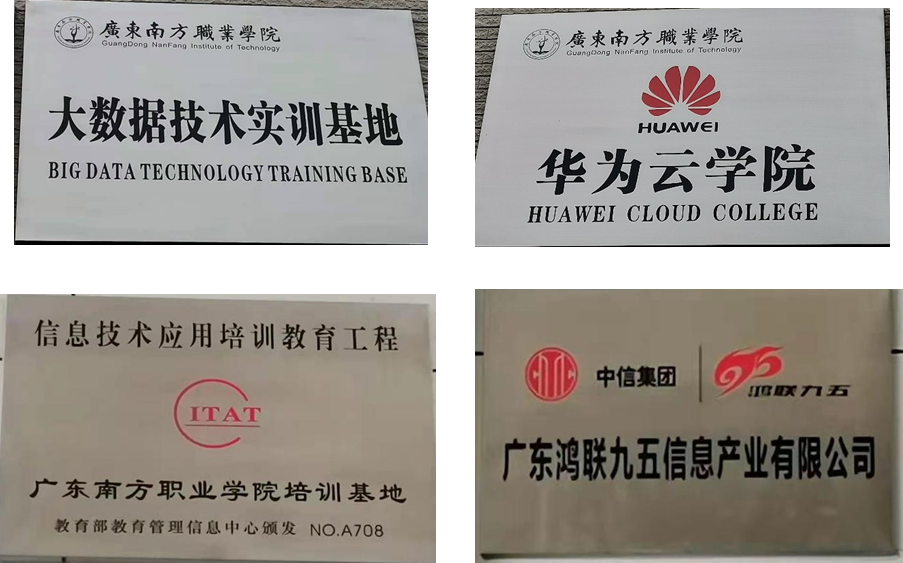 廣東南方職業學院
GuangDong NanFang Institute of Technology
大数据技术实训基地
BIG DATA TECHNOLOGY TRAINING BASE
廣東南方職業學院
GuangDong NanFang Institute of Technology
HUAWEI
华为云学院
HUAWEI CLOUD COLLEGE
信息技术应用培训教育工程
ITAT
广东南方职业学院培训基地
教育部教育管理信息中心颁发 NO.A708
中信集团 95 鸿联九五
广东鸿联九五信息产业有限公司